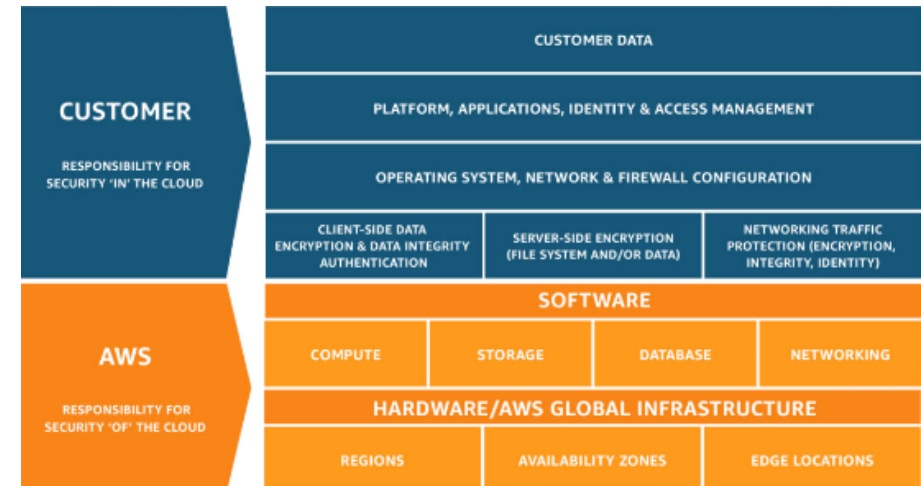 CUSTOMER
RESPONSIBILITY FOR
SECURITY 'IN' THE CLOUD
CUSTOMER DATA
PLATFORM, APPLICATIONS, IDENTITY & ACCESS MANAGEMENT
OPERATING SYSTEM, NETWORK & FIREWALL CONFIGURATION
CLIENT-SIDE DATA
ENCRYPTION & DATA INTEGRITY
AUTHENTICATION
SERVER-SIDE ENCRYPTION
(FILE SYSTEM AND/OR DATA)
NETWORKING TRAFFIC
PROTECTION (ENCRYPTION,
INTEGRITY, IDENTITY)
AWS
RESPONSIBILITY FOR
SECURITY 'OF' THE CLOUD
SOFTWARE
COMPUTE
STORAGE
DATABASE
NETWORKING
HARDWARE/AWS GLOBAL INFRASTRUCTURE
REGIONS
AVAILABILITY ZONES
EDGE LOCATIONS